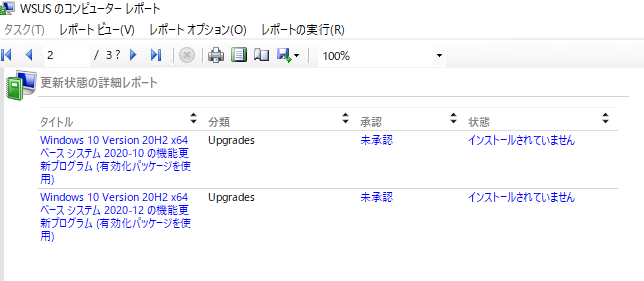 WSUS のコンピューター レポート
タスク(T) レポート ビュー(V) レポート オプション(O) レポートの実行(R)
2 / 3 ? 100%
更新状態の詳細レポート
タイトル 分類 承認 状態
Windows 10 Version 20H2 x64 Upgrades 未承認 インストールされていません
ベース システム 2020-10 の機能更
新プログラム (有効化パッケージを使
用)
Windows 10 Version 20H2 x64 Upgrades 未承認 インストールされていません
ベース システム 2020-12 の機能更
新プログラム (有効化パッケージを使
用)